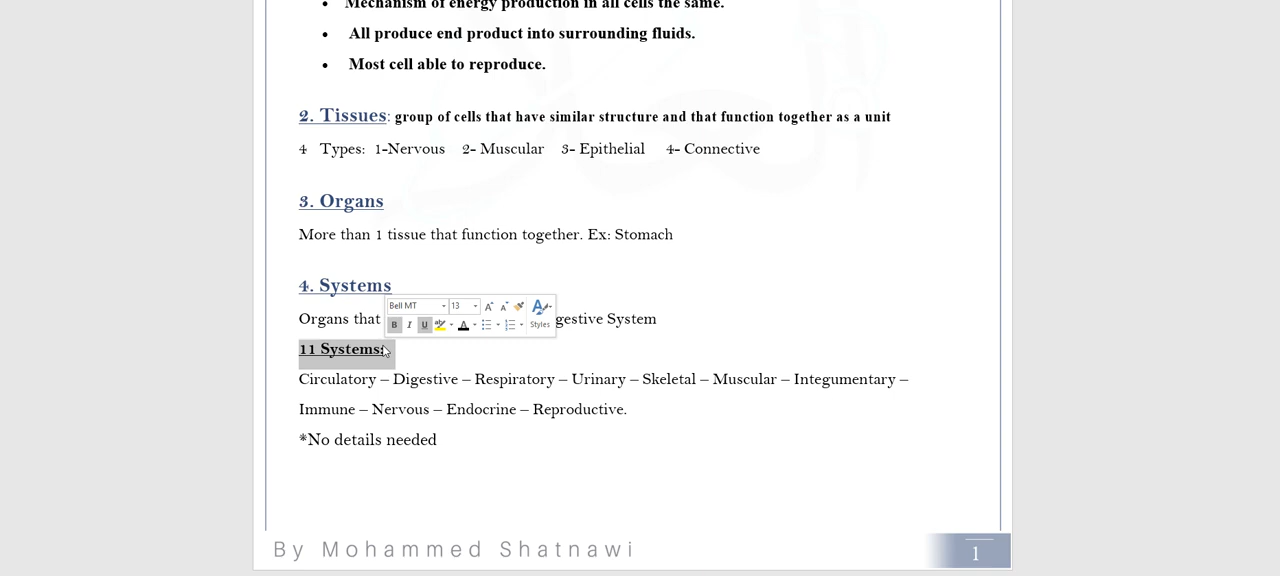 • Mechanism of energy production in all cells the same.
• All produce end product into surrounding fluids.
• Most cell able to reproduce.
2. Tissues: group of cells that have similar structure and that function together as a unit
4 Types: 1-Nervous 2- Muscular 3- Epithelial 4- Connective
3. Organs
More than 1 tissue that function together. Ex: Stomach
4. Systems
Bell MT 13
Organs that gestive System
B I U Styles
11 Systems:
Circulatory – Digestive – Respiratory – Urinary – Skeletal – Muscular – Integumentary –
Immune – Nervous – Endocrine – Reproductive.
*No details needed
By Mohammed Shatnawi
1